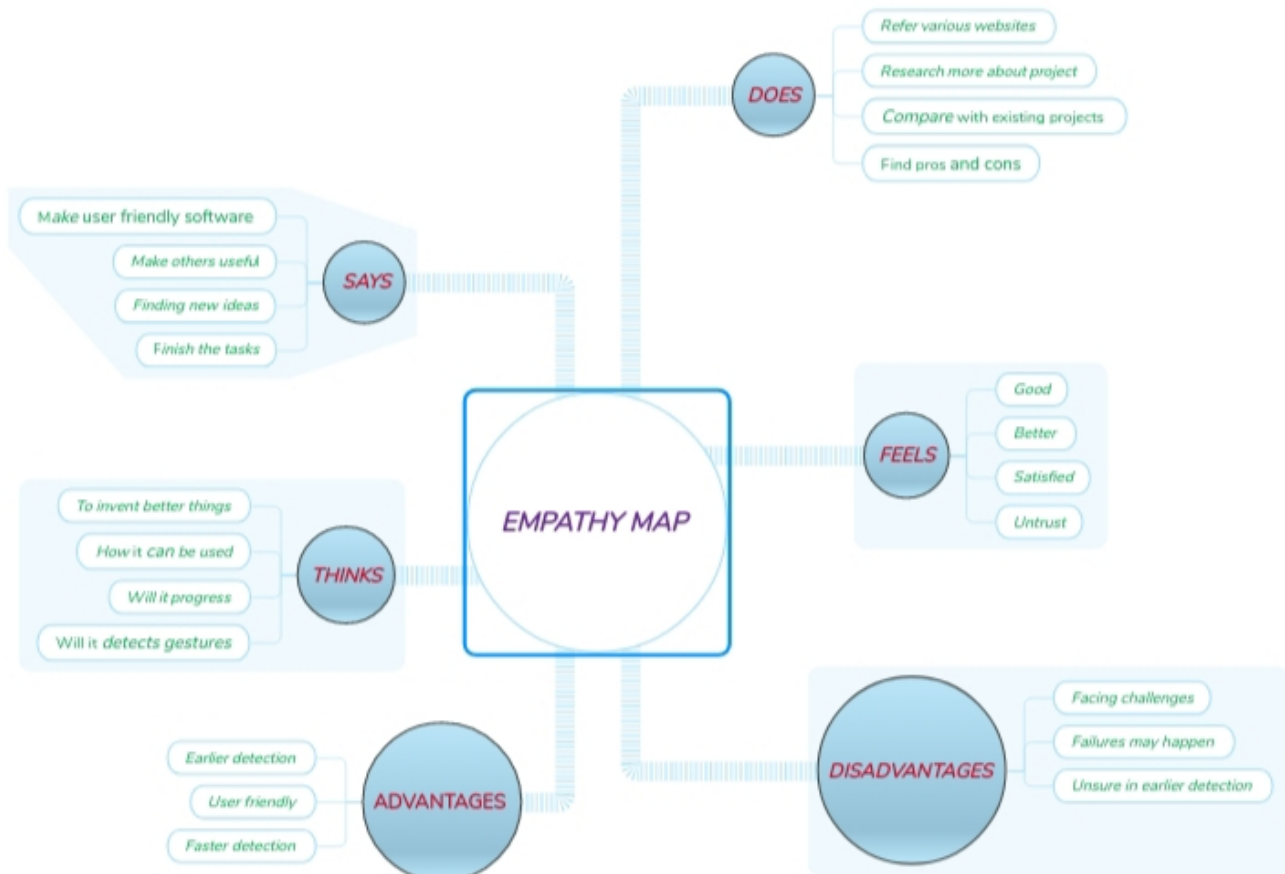 DOES
Refer various websites
Research more about project
Compare with existing projects
Find pros and cons
SAYS
Make user friendly software
Make others useful
Finding new ideas
Finish the tasks
FEELS
Good
Better
Satisfied
Untrust
EMPATHY MAP
THINKS
To invent better things
How it can be used
Will it progress
Will it detects gestures
ADVANTAGES
Earlier detection
User friendly
Faster detection
DISADVANTAGES
Facing challenges
Failures may happen
Unsure in earlier detection